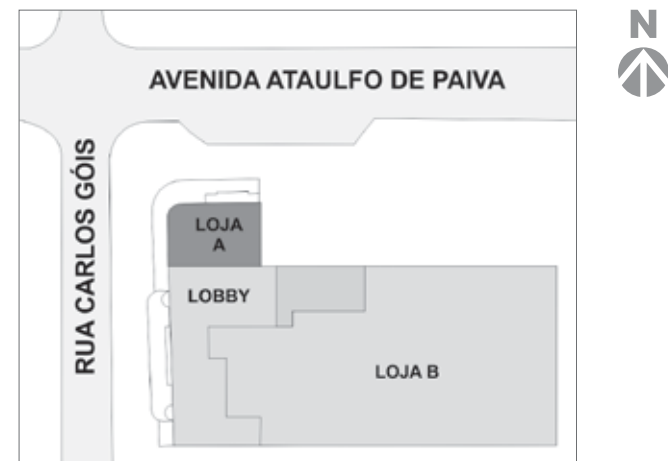 N
AVENIDA ATAULFO DE PAIVA
RUA CARLOS GÓIS
LOJA
A
LOBBY
LOJA B